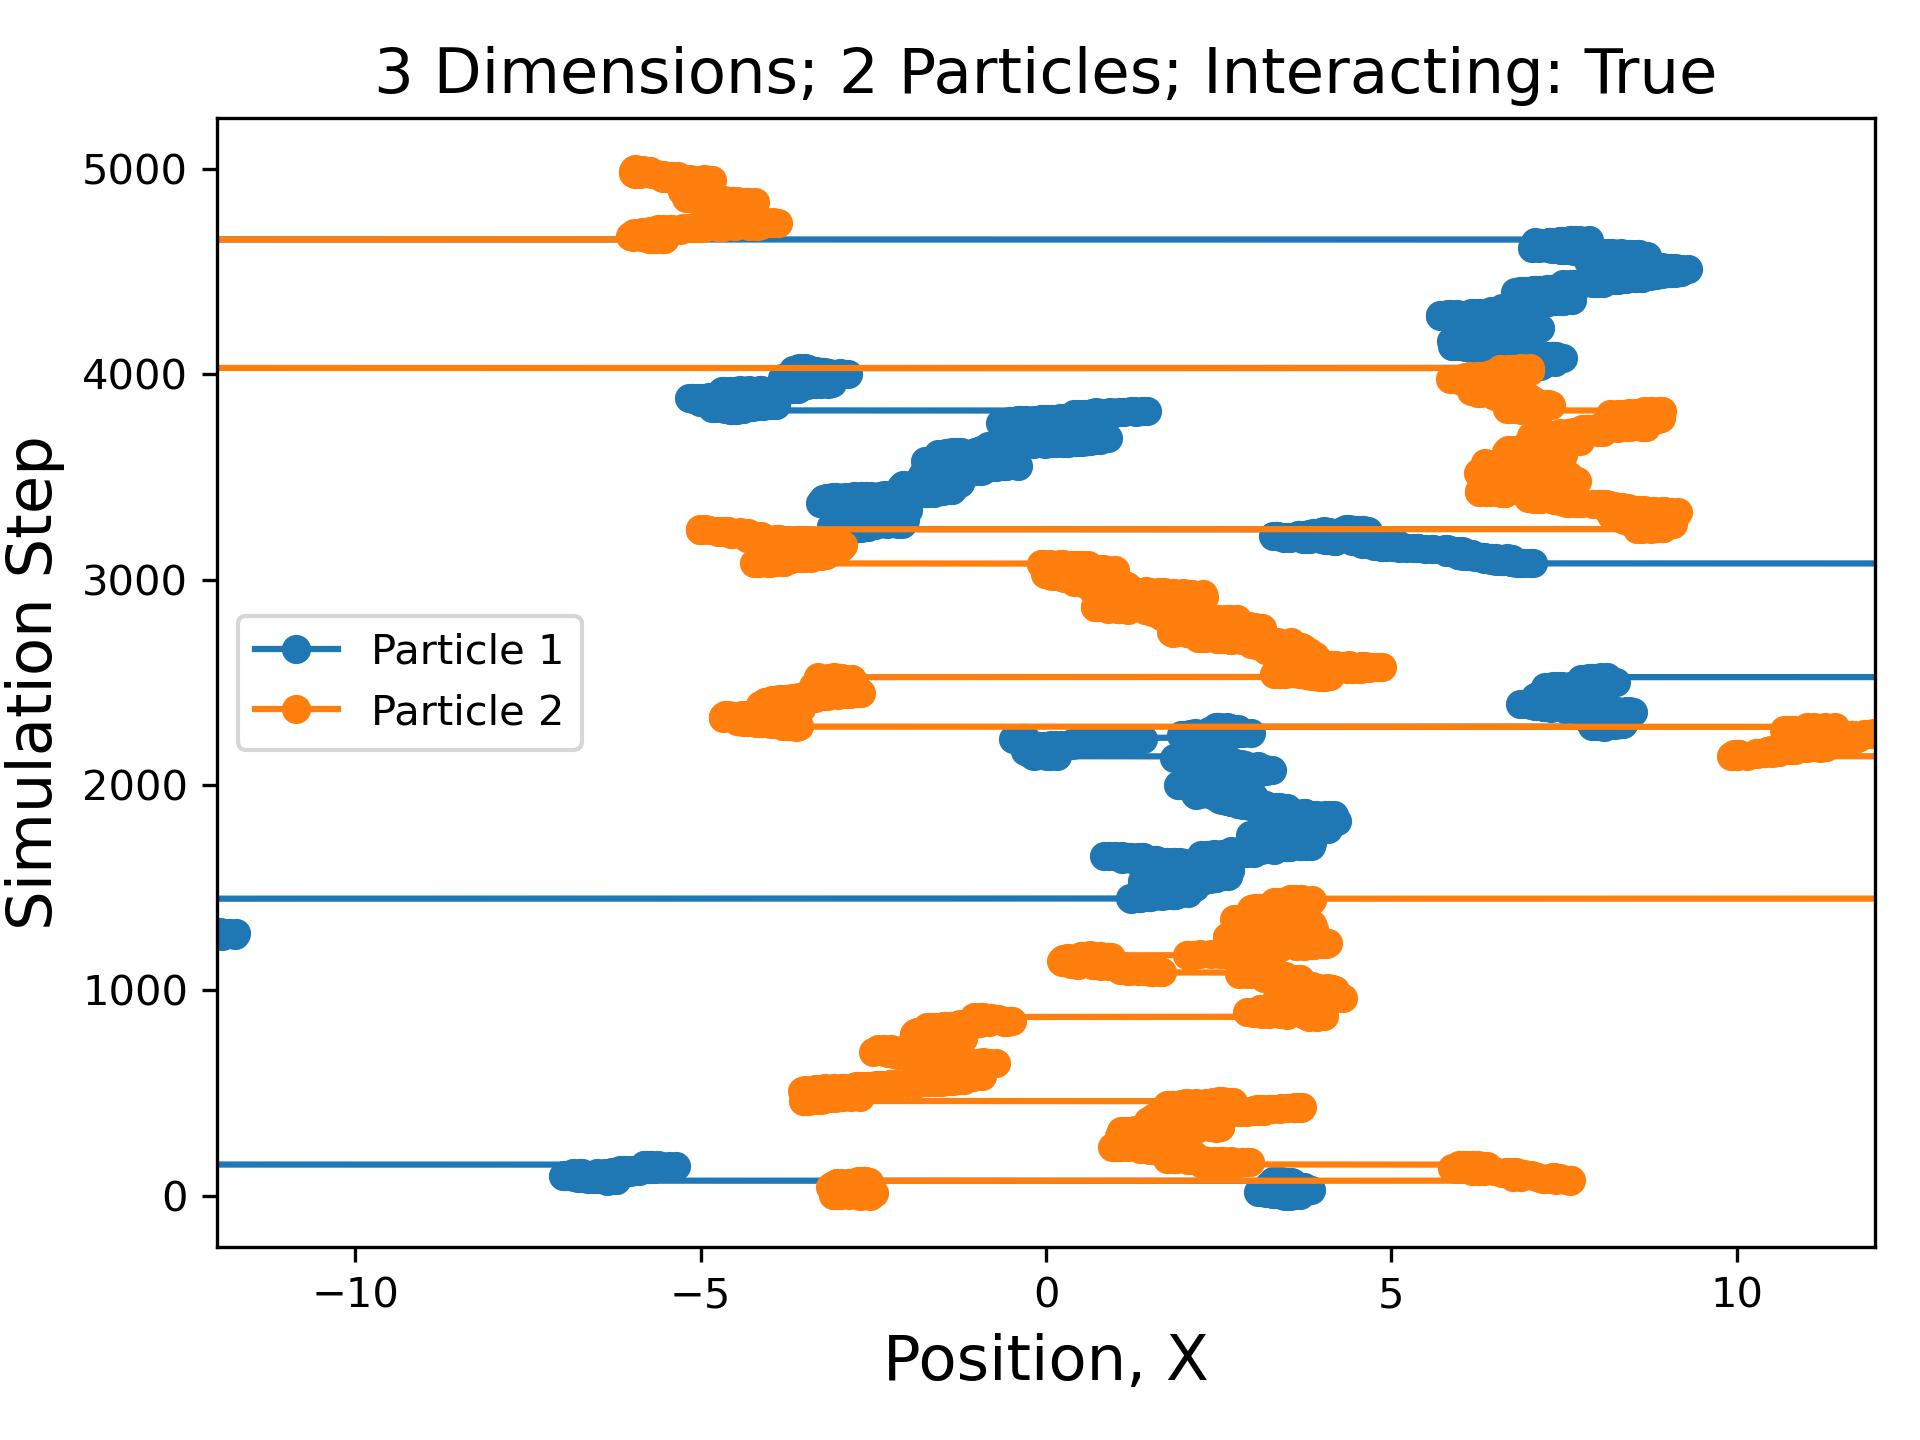 3 Dimensions; 2 Particles; Interacting: True
Simulation Step
5000
4000
3000
2000
1000
0
Particle 1
Particle 2
−10
−5
0
5
10
Position, X